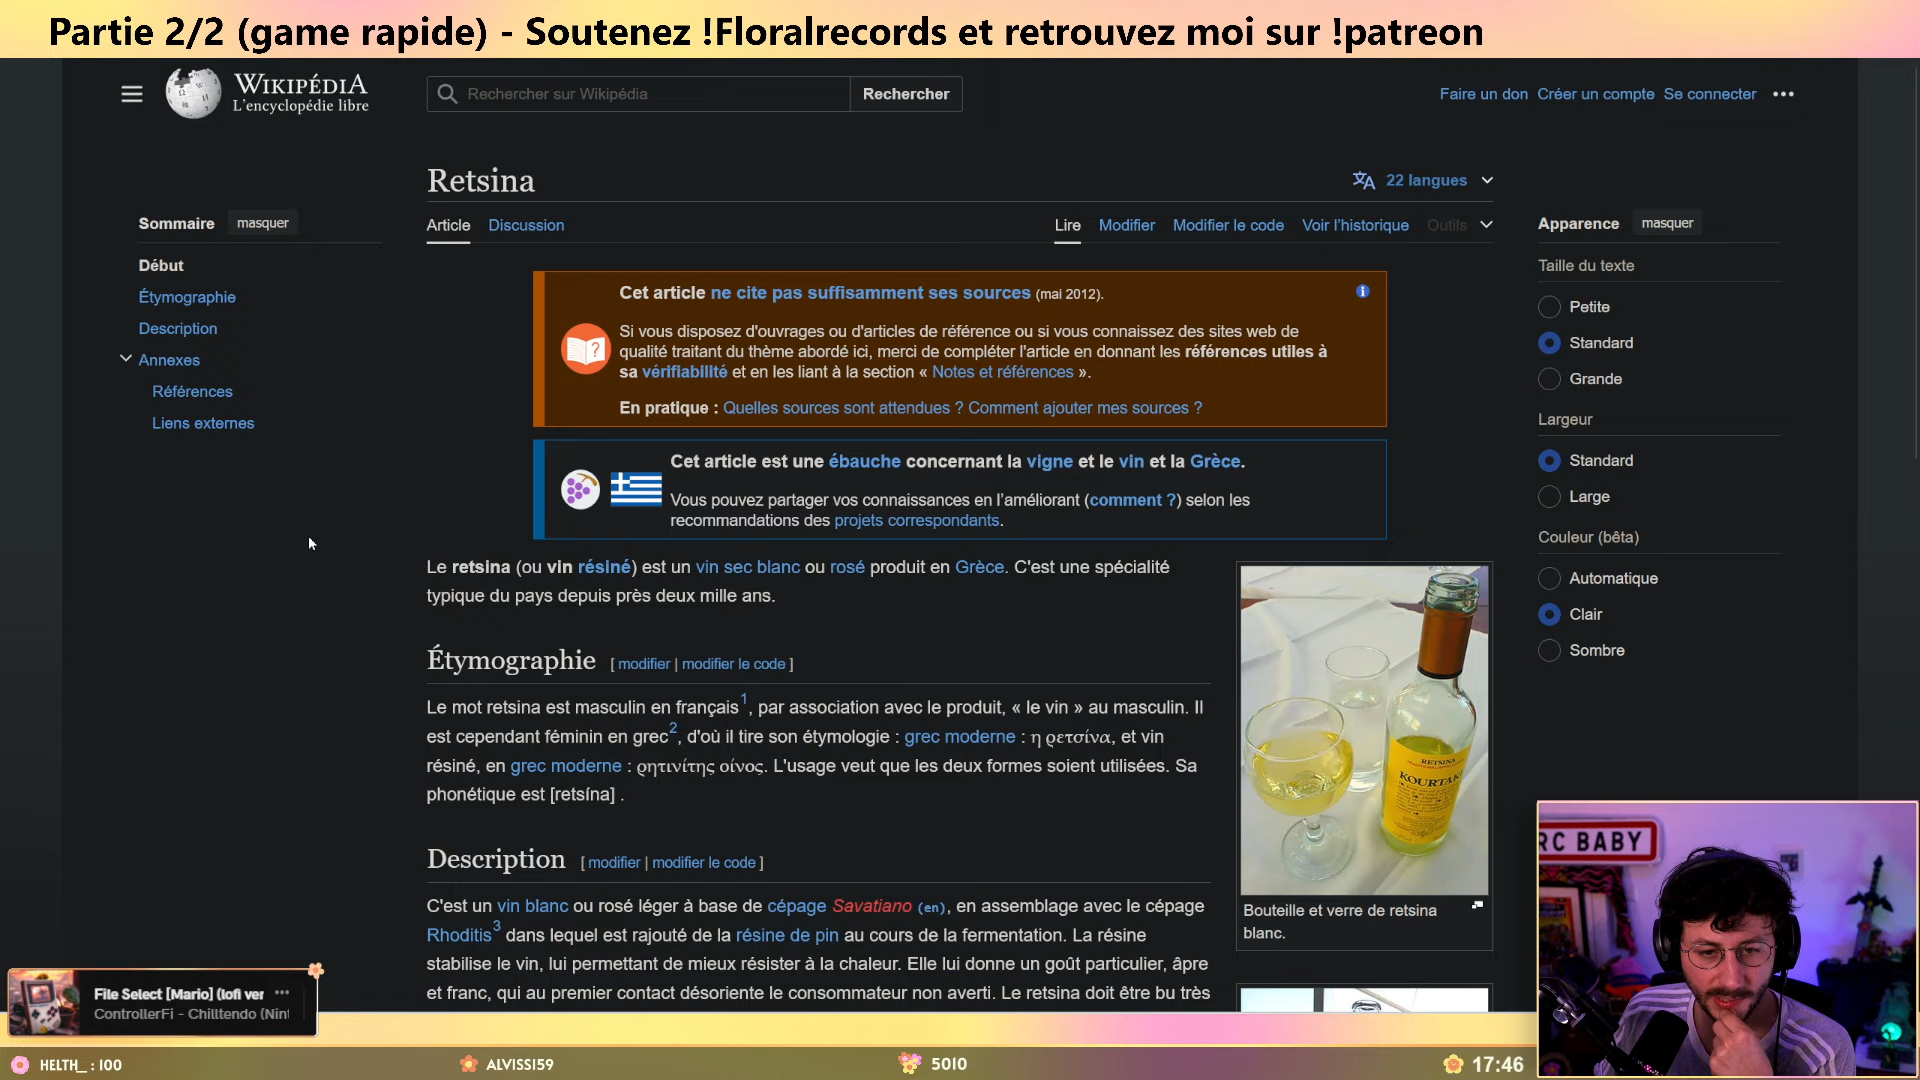 Partie 2/2 (game rapide) - Soutenez !Floralrecords et retrouvez moi sur !patreon
WIKIPÉDIA
L'encyclopédie libre
Rechercher sur Wikipédia
Rechercher
Faire un don Créer un compte Se connecter
Retsina
22 langues
Sommaire masquer
Article Discussion
Lire Modifier Modifier le code Voir l'historique Outils
Apparence masquer
Début
Étymographie
Description
Annexes
Références
Liens externes
Cet article ne cite pas suffisamment ses sources (mai 2012).
Si vous disposez d'ouvrages ou d'articles de référence ou si vous connaissez des sites web de
qualité traitant du thème abordé ici, merci de compléter l'article en donnant les références utiles à
sa vérifiabilité et en les liant à la section « Notes et références ».
En pratique : Quelles sources sont attendues ? Comment ajouter mes sources ?
Cet article est une ébauche concernant la vigne et le vin et la Grèce.
Vous pouvez partager vos connaissances en l'améliorant (comment ?) selon les
recommandations des projets correspondants.
Le retsina (ou vin résiné) est un vin sec blanc ou rosé produit en Grèce. C'est une spécialité
typique du pays depuis près deux mille ans.
Étymographie [ modifier | modifier le code ]
Le mot retsina est masculin en français1, par association avec le produit, « le vin » au masculin. Il
est cependant féminin en grec2, d'où il tire son étymologie : grec moderne : η ρετσίνα, et vin
résiné, en grec moderne : ρητινίτης οίνος. L'usage veut que les deux formes soient utilisées. Sa
phonétique est [retsína] .
Description [ modifier | modifier le code ]
C'est un vin blanc ou rosé léger à base de cépage Savatiano (en), en assemblage avec le cépage
Rhoditis3 dans lequel est rajouté de la résine de pin au cours de la fermentation. La résine
stabilise le vin, lui permettant de mieux résister à la chaleur. Elle lui donne un goût particulier, âpre
et franc, qui au premier contact désoriente le consommateur non averti. Le retsina doit être bu très
RETSINA
KOURTAKI
Bouteille et verre de retsina
blanc.
Taille du texte
Petite
Standard
Grande
Largeur
Standard
Large
Couleur (bêta)
Automatique
Clair
Sombre
RC BABY
File Select [Mario] (lofi ver
ControllerFi - Chilltendo (Nint
HELTH_ : 100
ALVISS159
5010
17:46